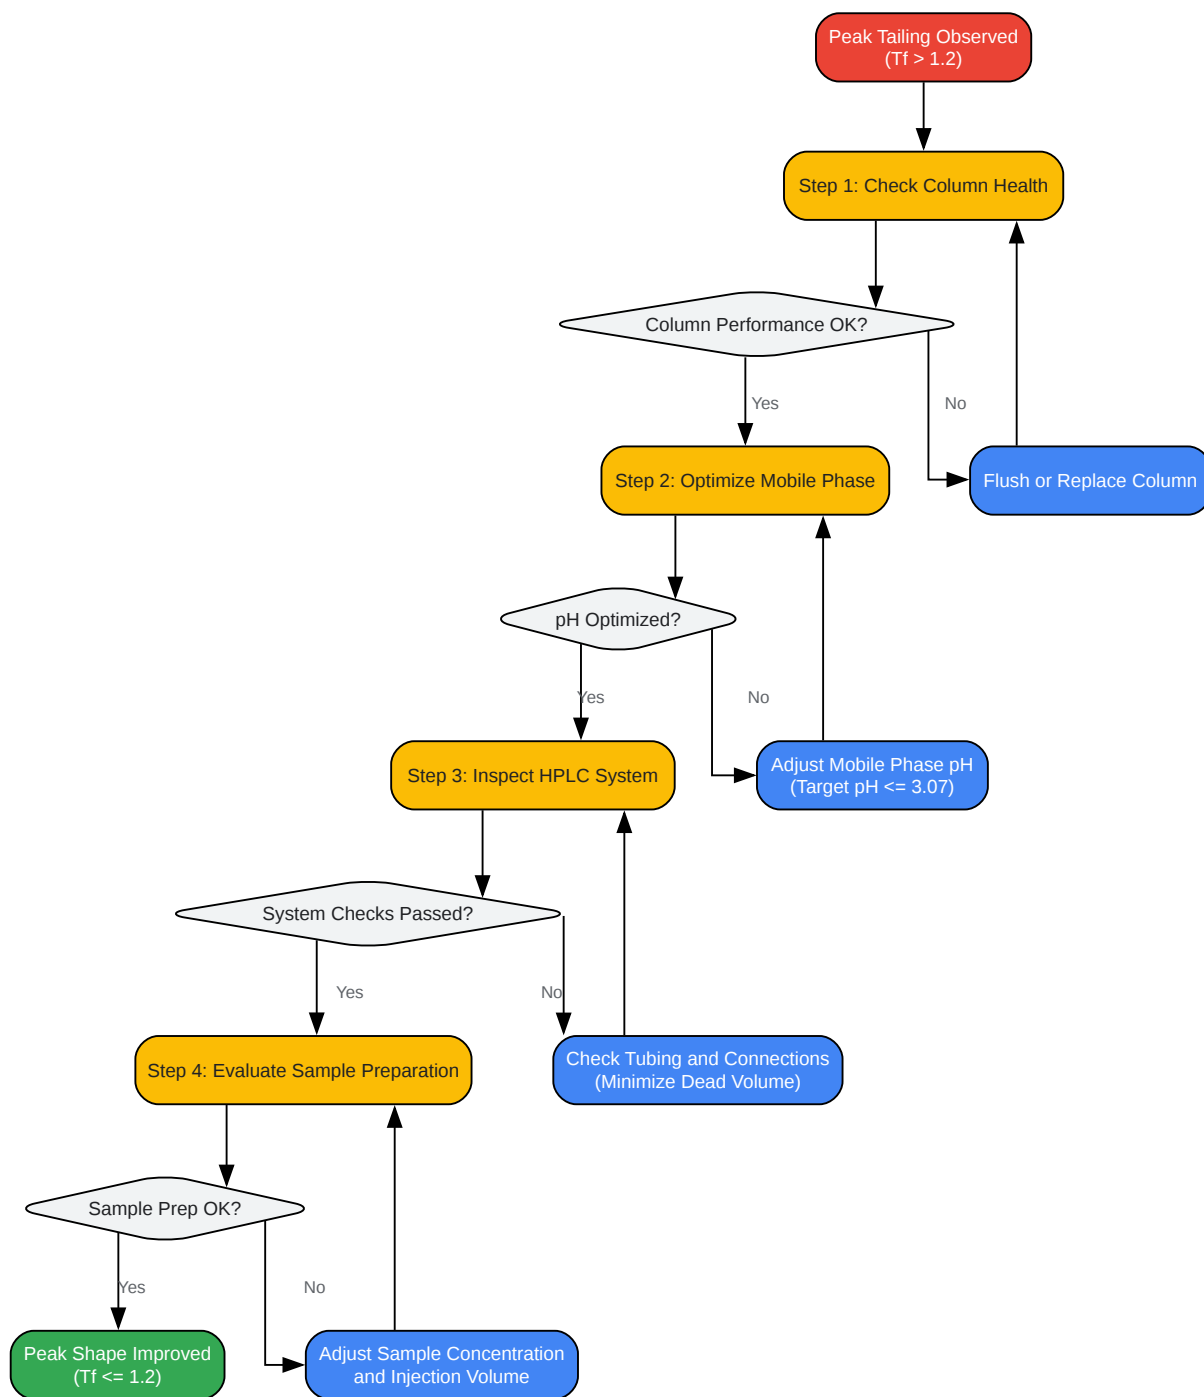 Peak Tailing Observed
(Tf > 1.2)
Step 1: Check Column Health
Column Performance OK?
Yes
No
Step 2: Optimize Mobile Phase
Flush or Replace Column
pH Optimized?
Yes
No
Step 3: Inspect HPLC System
Adjust Mobile Phase pH
(Target pH <= 3.07)
System Checks Passed?
Yes
No
Step 4: Evaluate Sample Preparation
Check Tubing and Connections
(Minimize Dead Volume)
Sample Prep OK?
Yes
No
Peak Shape Improved
(Tf <= 1.2)
Adjust Sample Concentration
and Injection Volume